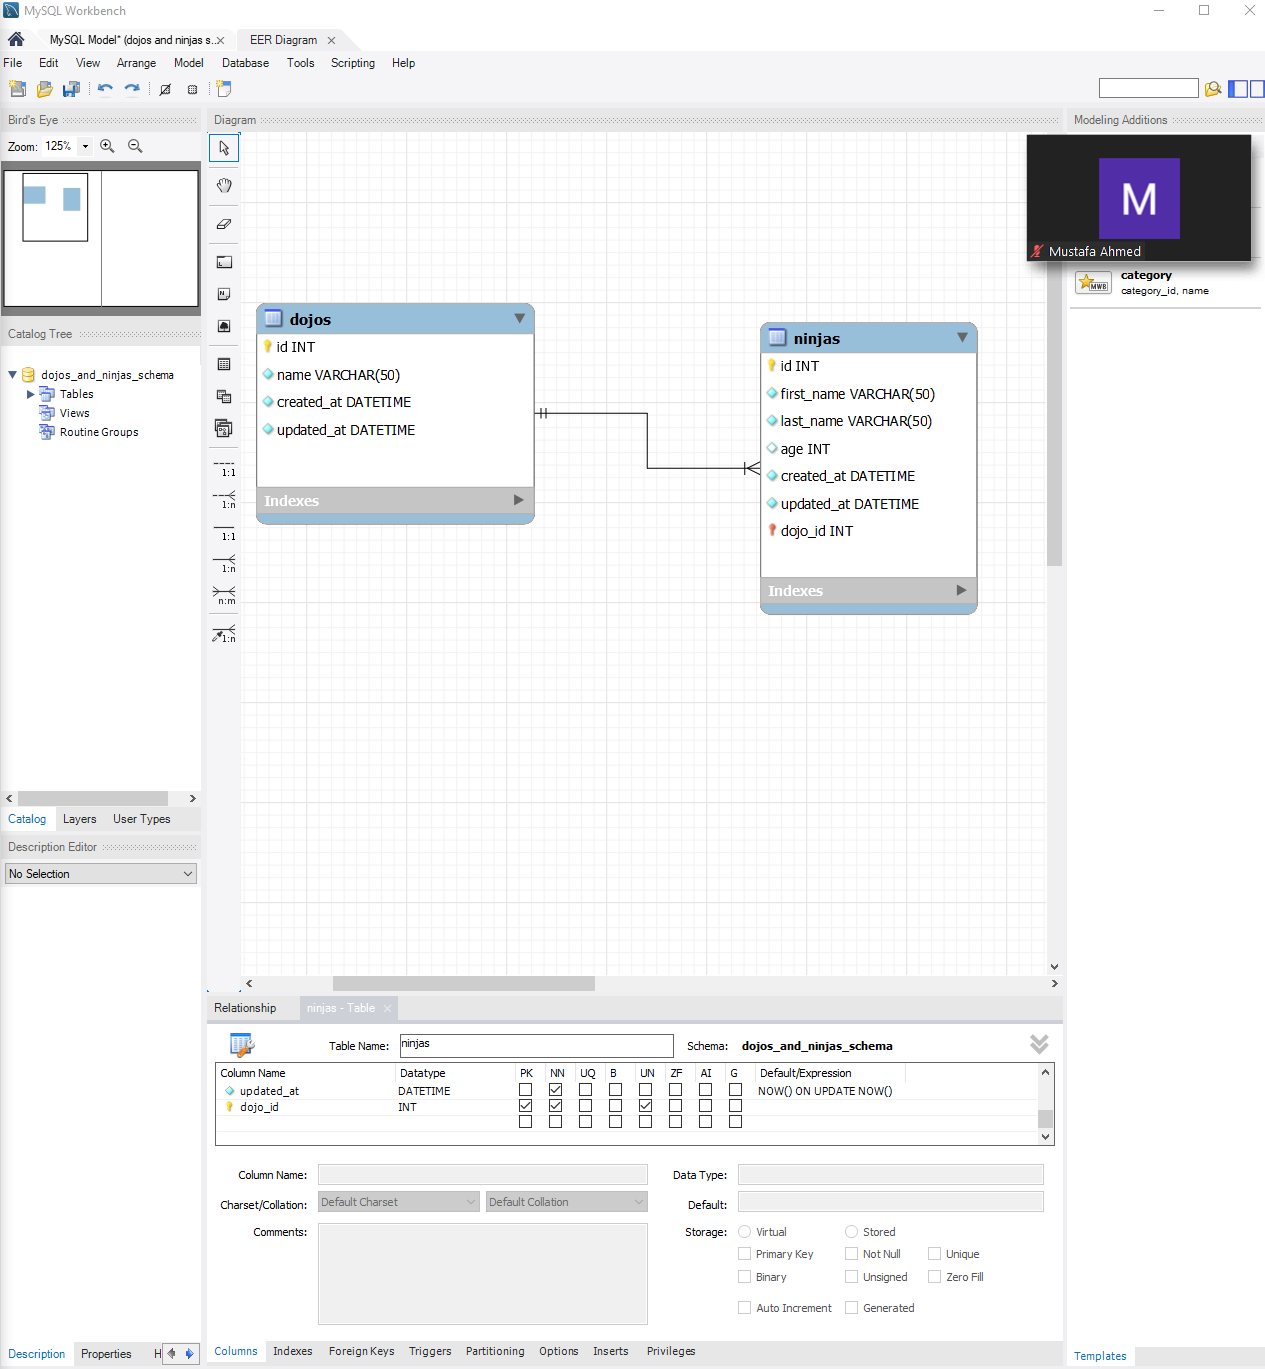 MySQL Workbench
MySQL Model* (dojos and ninjas s...
EER Diagram
File Edit View Arrange Model Database Tools Scripting Help
Bird's Eye
Diagram
Modeling Additions
Zoom: 125%
M
Mustafa Ahmed
category
category_id, name
MWB
Catalog Tree
dojos_and_ninjas_schema
Tables
Views
Routine Groups
1:1
1:n
1:1
1:n
n:m
1:n
dojos
id INT
name VARCHAR(50)
created_at DATETIME
updated_at DATETIME
Indexes
ninjas
id INT
first_name VARCHAR(50)
last_name VARCHAR(50)
age INT
created_at DATETIME
updated_at DATETIME
dojo_id INT
Indexes
Catalog Layers User Types
Description Editor
No Selection
Relationship
ninjas - Table
Table Name: ninjas Schema: dojos_and_ninjas_schema
Column Name Datatype PK NN UQ B UN ZF AI G Default/Expression
updated_at DATETIME NOW() ON UPDATE NOW()
dojo_id INT
Column Name: Data Type:
Charset/Collation: Default Charset Default Collation Default:
Comments: Storage: Virtual Stored
Primary Key Not Null Unique
Binary Unsigned Zero Fill
Auto Increment Generated
Description Properties H
Columns Indexes Foreign Keys Triggers Partitioning Options Inserts Privileges
Templates